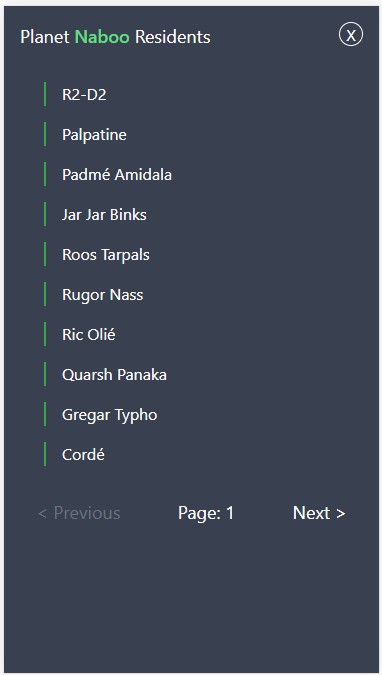 Planet Naboo Residents X
R2-D2
Palpatine
Padmé Amidala
Jar Jar Binks
Roos Tarpals
Rugor Nass
Ric Olié
Quarsh Panaka
Gregar Typho
Cordé
< Previous Page: 1 Next >